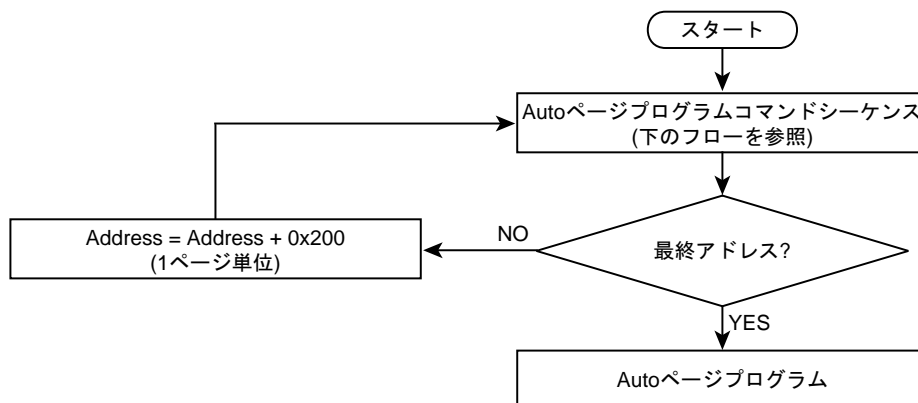 スタート
Autoページプログラムコマンドシーケンス
(下のフローを参照)
最終アドレス?
NO
Address = Address + 0x200
(1ページ単位)
YES
Autoページプログラム